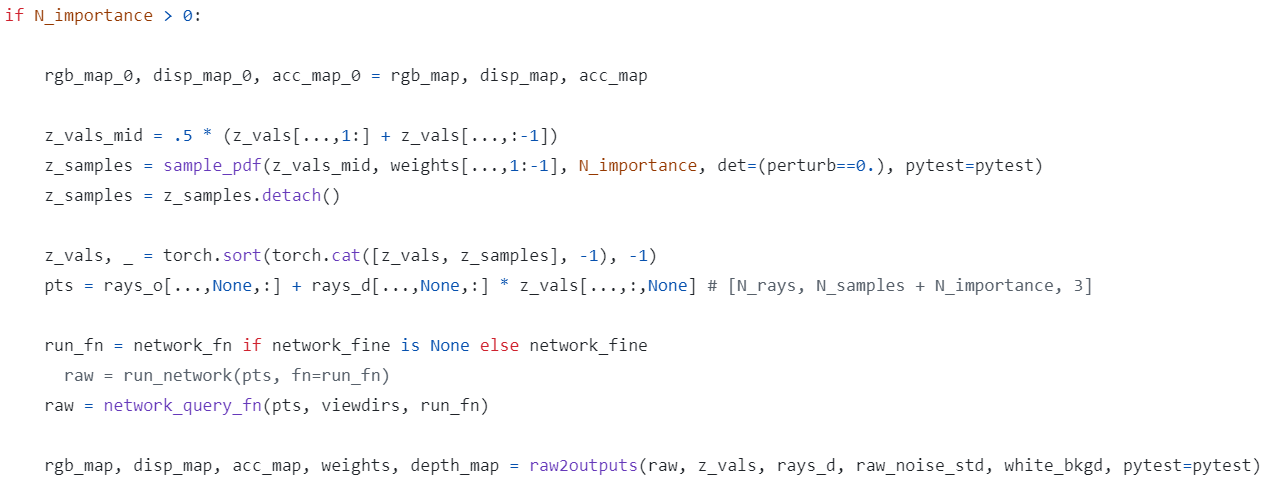 if N_importance > 0:
rgb_map_0, disp_map_0, acc_map_0 = rgb_map, disp_map, acc_map
z_vals_mid = .5 * (z_vals[...,1:] + z_vals[...,:-1])
z_samples = sample_pdf(z_vals_mid, weights[...,1:-1], N_importance, det=(perturb==0.), pytest=pytest)
z_samples = z_samples.detach()
z_vals, _ = torch.sort(torch.cat([z_vals, z_samples], -1), -1)
pts = rays_o[...,None,:] + rays_d[...,None,:] * z_vals[...,:,None] # [N_rays, N_samples + N_importance, 3]
run_fn = network_fn if network_fine is None else network_fine
raw = run_network(pts, fn=run_fn)
raw = network_query_fn(pts, viewdirs, run_fn)
rgb_map, disp_map, acc_map, weights, depth_map = raw2outputs(raw, z_vals, rays_d, raw_noise_std, white_bkgd, pytest=pytest)